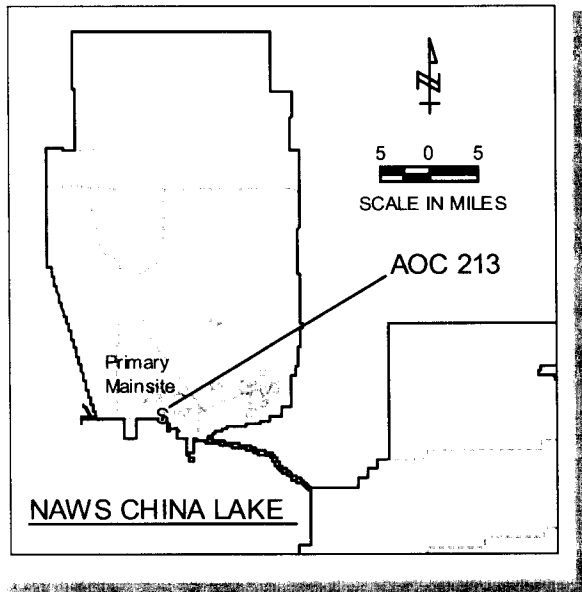 N
5 0 5
SCALE IN MILES
AOC 213
Primary
Mainsite
NAWS CHINA LAKE